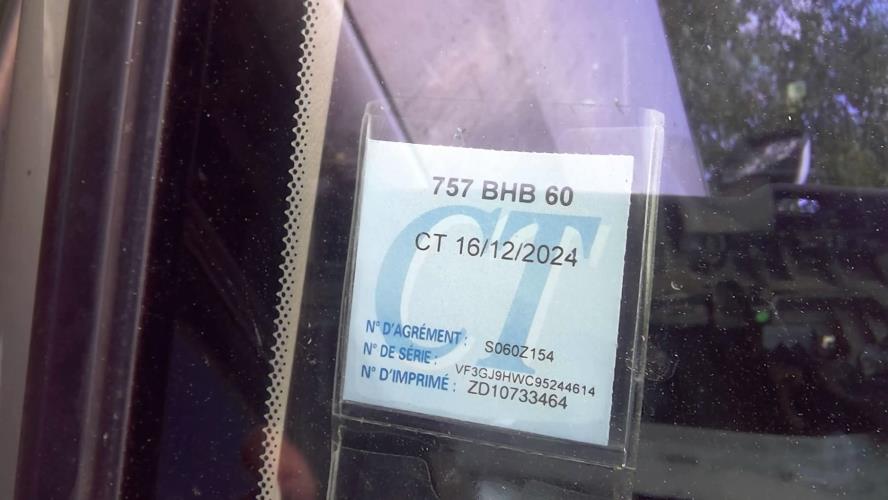 757 BHB 60
CT
CT 16/12/2024
N° D'AGRÉMENT : S060Z154
N° DE SÉRIE : VF3GJ9HWC95244614
N° D'IMPRIMÉ : ZD10733464